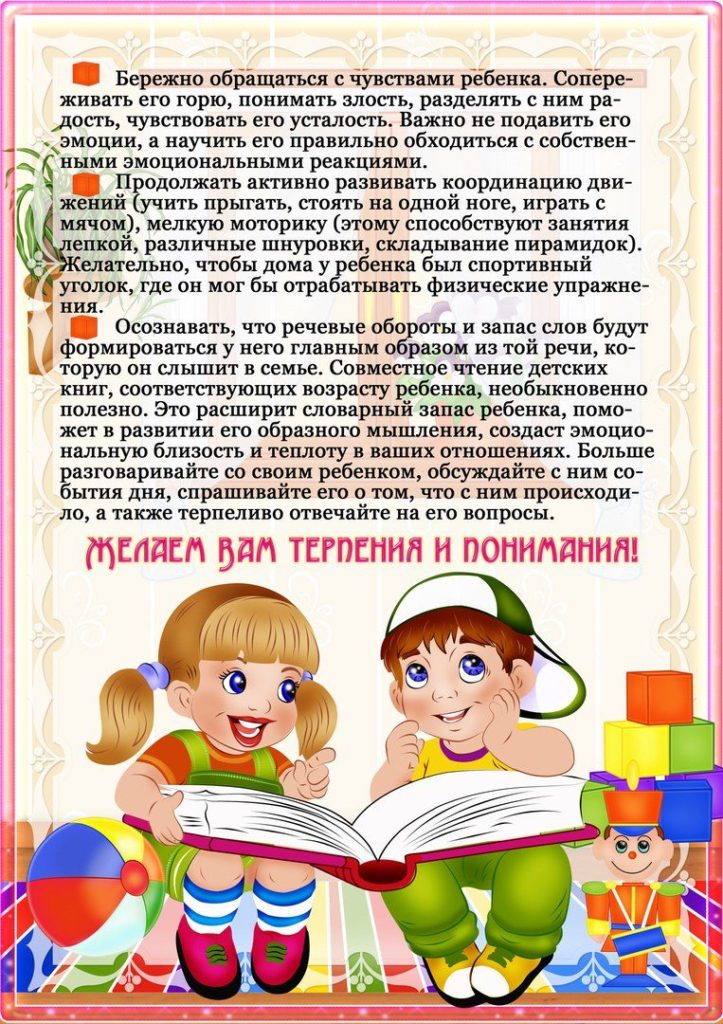 Бережно обращаться с чувствами ребенка. Сопере-
живать его горю, понимать злость, разделять с ним ра-
дость, чувствовать его усталость. Важно не подавить его
эмоции, а научить его правильно обходиться с собствен-
ными эмоциональными реакциями.
Продолжать активно развивать координацию дви-
жений (учить прыгать, стоять на одной ноге, играть с
мячом), мелкую моторику (этому способствуют занятия
лепкой, различные шнуровки, складывание пирамидок).
Желательно, чтобы дома у ребенка был спортивный
уголок, где он мог бы отрабатывать физические упражне-
ния.
Осознавать, что речевые обороты и запас слов будут
формироваться у него главным образом из той речи, ко-
торую он слышит в семье. Совместное чтение детских
книг, соответствующих возрасту ребенка, необыкновенно
полезно. Это расширит словарный запас ребенка, помо-
жет в развитии его образного мышления, создаст эмоцио-
нальную близость и теплоту в ваших отношениях. Больше
разговаривайте со своим ребенком, обсуждайте с ним со-
бытия дня, спрашивайте его о том, что с ним происходи-
ло, а также терпеливо отвечайте на его вопросы.
ЖЕЛАЕМ ВАМ ТЕРПЕНИЯ И ПОНИМАНИЯ!